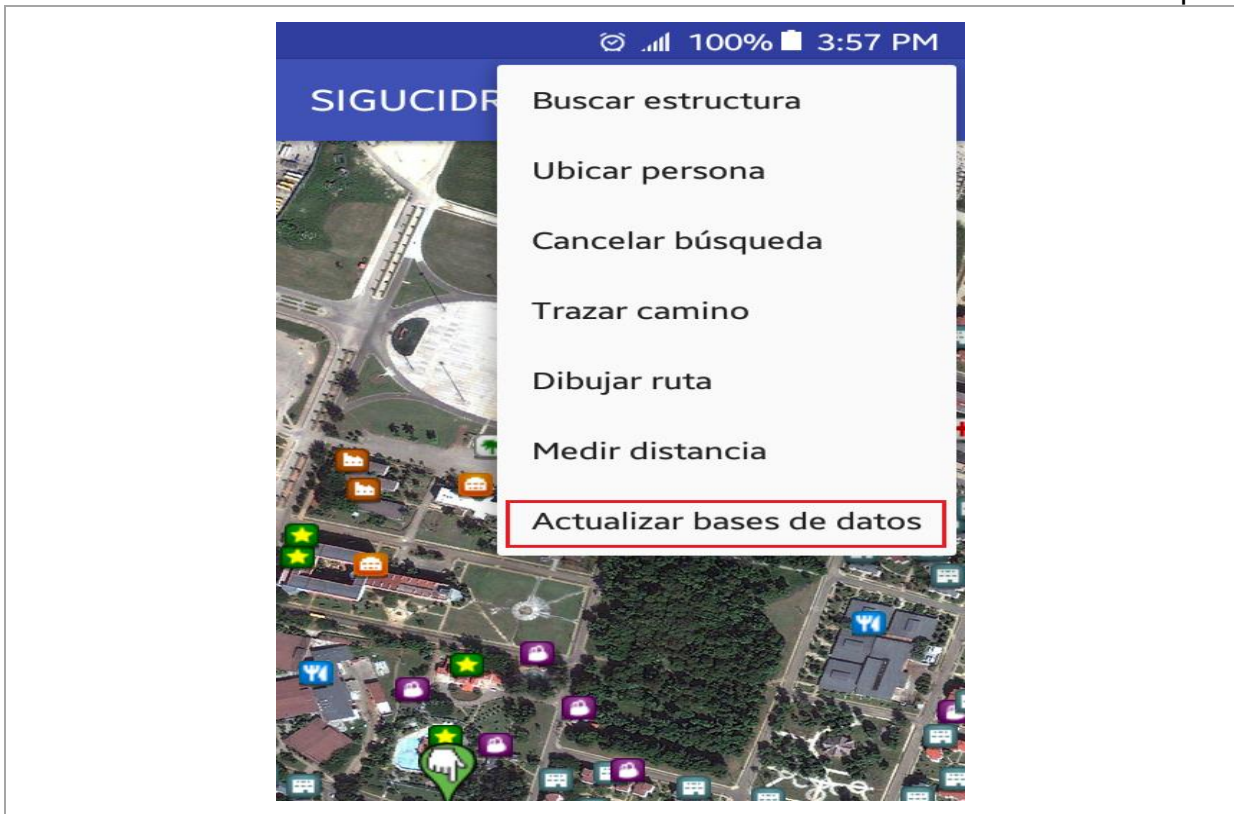 100% 3:57 PM
SIGUCIDR
Buscar estructura
Ubicar persona
Cancelar búsqueda
Trazar camino
Dibujar ruta
Medir distancia
Actualizar bases de datos